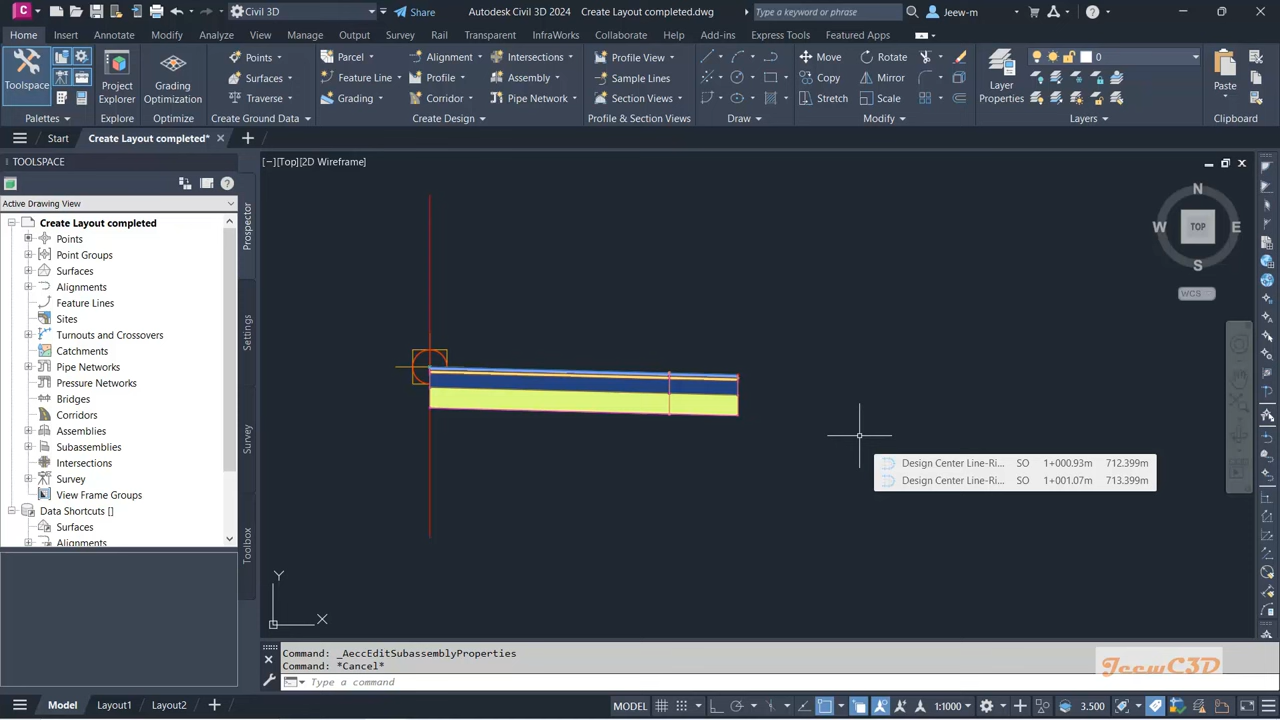 C 3D
Civil 3D
Share
Autodesk Civil 3D 2024
Create Layout completed.dwg
Type a keyword or phrase
Jeew-m
Home Insert Annotate Modify Analyze View Manage Output Survey Rail Transparent InfraWorks Collaborate Help Add-ins Express Tools Featured Apps
Toolspace
Project Explorer
Grading Optimization
Points
Surfaces
Traverse
Parcel
Feature Line
Grading
Alignment
Profile
Corridor
Intersections
Assembly
Pipe Network
Profile View
Sample Lines
Section Views
Move
Copy
Stretch
Rotate
Mirror
Scale
Layer Properties
0
Paste
Palettes
Explore
Optimize
Create Ground Data
Create Design
Profile & Section Views
Draw
Modify
Layers
Clipboard
Start
Create Layout completed*
TOOLSPACE
[−][Top][2D Wireframe]
Active Drawing View
Create Layout completed
Points
Point Groups
Surfaces
Alignments
Feature Lines
Sites
Turnouts and Crossovers
Catchments
Pipe Networks
Pressure Networks
Bridges
Corridors
Assemblies
Subassemblies
Intersections
Survey
View Frame Groups
Data Shortcuts []
Surfaces
Alignments
Prospector
Settings
Survey
Toolbox
N
W TOP E
S
WCS
Design Center Line-Ri... SO 1+000.93m 712.399m
Design Center Line-Ri... SO 1+001.07m 713.399m
Y
X
Command: _AeccEditSubassemblyProperties
Command: *Cancel*
Type a command
JeewC3D
Model Layout1 Layout2
MODEL
1:1000
3.500